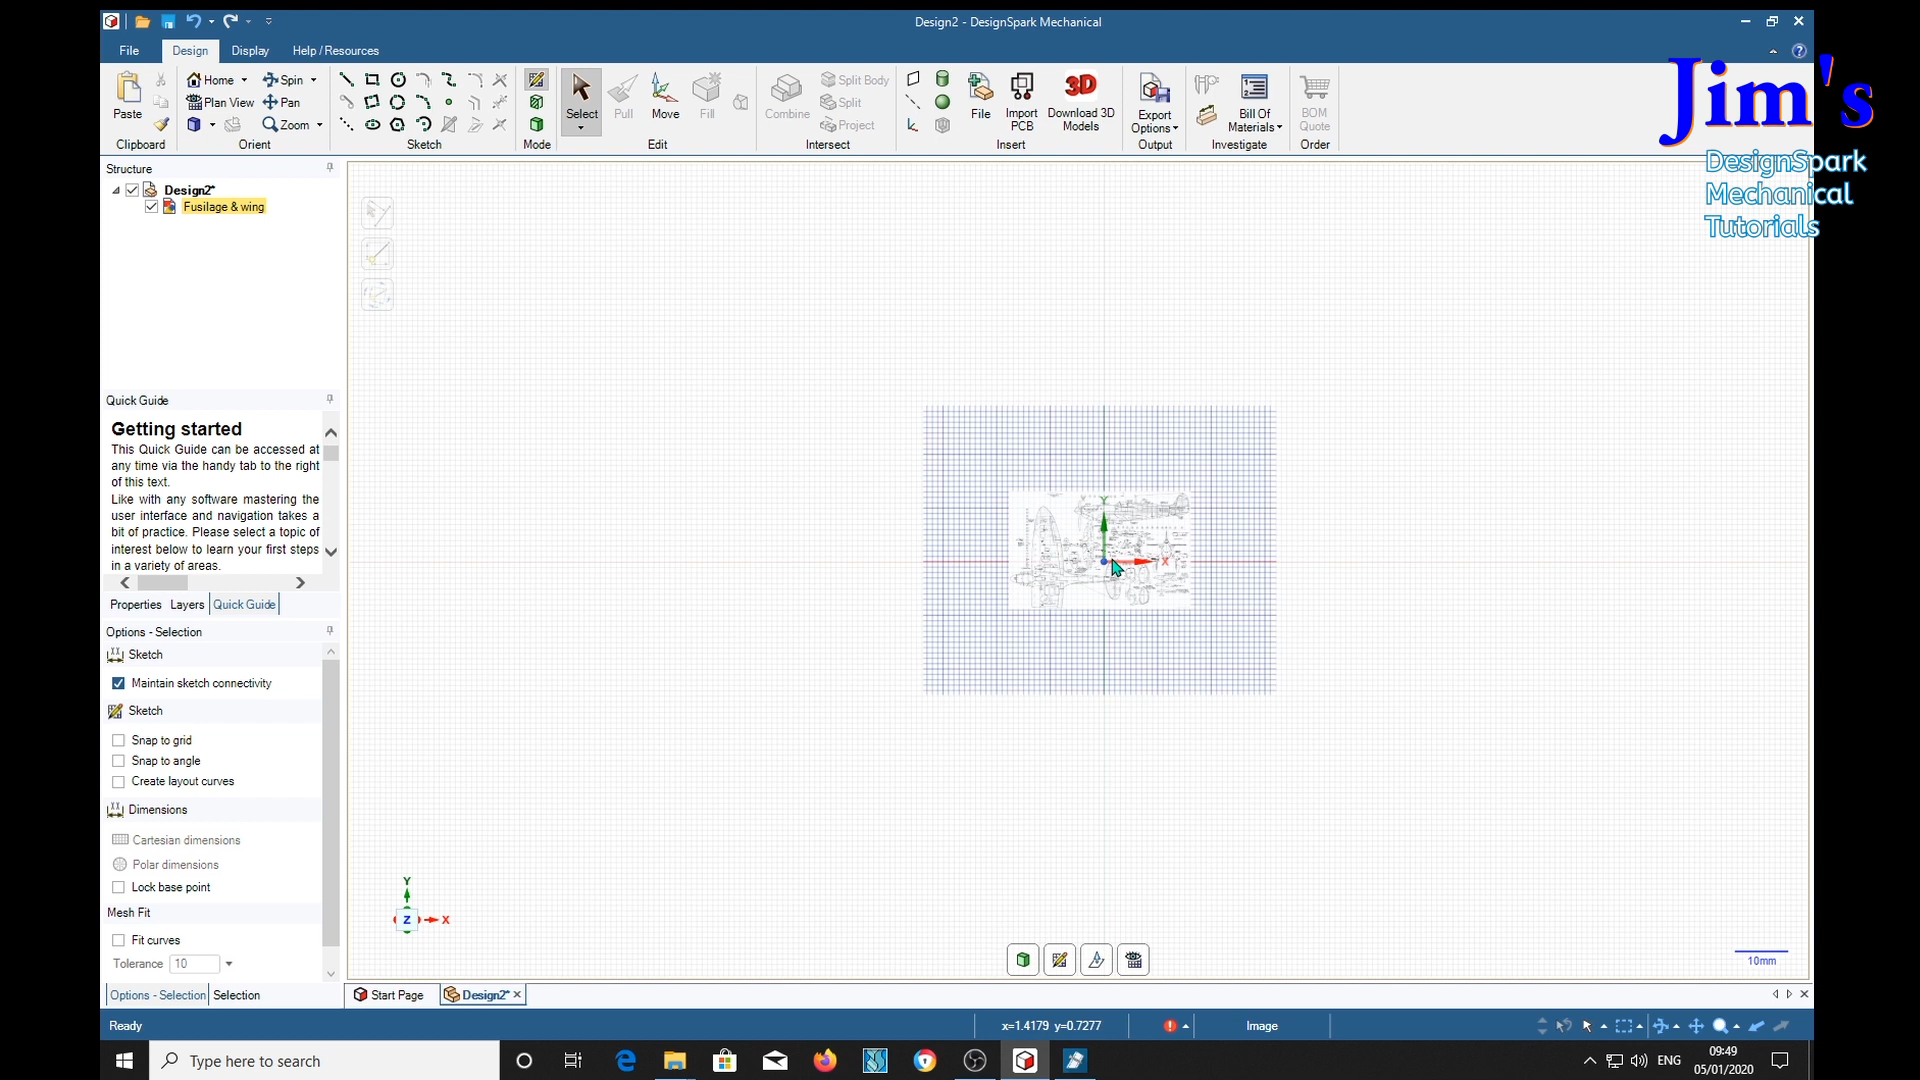 Design2 - DesignSpark Mechanical
File Design Display Help / Resources
Jim's
DesignSpark
Mechanical
Tutorials
Paste
Clipboard
Home Spin
Plan View Pan
Zoom
Orient
Sketch
Mode
Select Pull Move Fill
Edit
Combine
Split Body
Split
Project
Intersect
File
Import
PCB
Download 3D
Models
3D
Insert
Export
Options
Output
Bill Of
Materials
Investigate
BOM
Quote
Order
Structure
Design2*
Fusilage & wing
Quick Guide
Getting started
This Quick Guide can be accessed at
any time via the handy tab to the right
of this text.
Like with any software mastering the
user interface and navigation takes a
bit of practice. Please select a topic of
interest below to learn your first steps
in a variety of areas.
Properties Layers Quick Guide
Options - Selection
Sketch
Maintain sketch connectivity
Sketch
Snap to grid
Snap to angle
Create layout curves
Dimensions
Cartesian dimensions
Polar dimensions
Lock base point
Mesh Fit
Fit curves
Tolerance 10
Options - Selection Selection
Y
X
Y
Z X
10mm
Start Page Design2*
Ready x=1.4179 y=0.7277 Image
Type here to search
ENG
09:49
05/01/2020